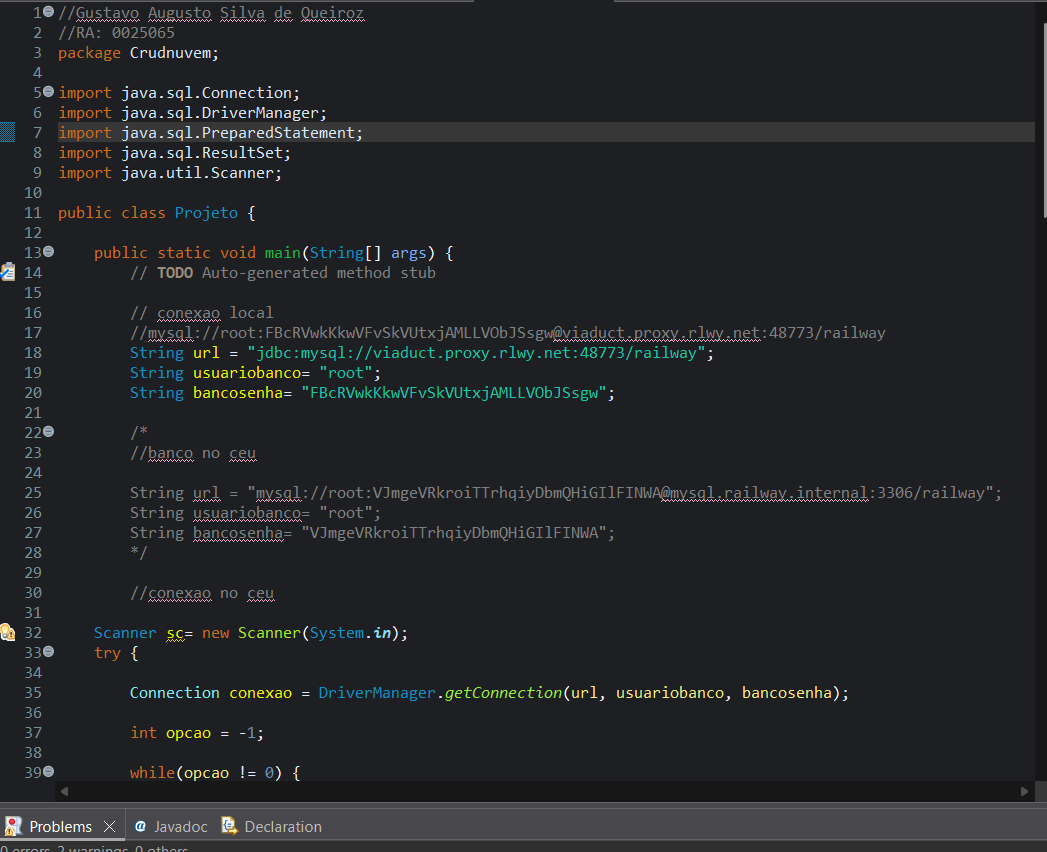 1 //Gustavo Augusto Silva de Queiroz
2 //RA: 0025065
3 package Crudnuvem;
4
5 import java.sql.Connection;
6 import java.sql.DriverManager;
7 import java.sql.PreparedStatement;
8 import java.sql.ResultSet;
9 import java.util.Scanner;
10
11 public class Projeto {
12
13 public static void main(String[] args) {
14 // TODO Auto-generated method stub
15
16 // conexao local
17 //mysql://root:FBcRVwkKkwVFvSkVUtxjAMLLVObJSsgw@viaduct.proxy.rlwy.net:48773/railway
18 String url = "jdbc:mysql://viaduct.proxy.rlwy.net:48773/railway";
19 String usuariobanco= "root";
20 String bancosenha= "FBcRVwkKkwVFvSkVUtxjAMLLVObJSsgw";
21
22 /*
23 //banco no ceu
24
25 String url = "mysql://root:VJmgeVRkroiTTrhqiyDbmQHiGIlFINWA@mysql.railway.internal:3306/railway";
26 String usuariobanco= "root";
27 String bancosenha= "VJmgeVRkroiTTrhqiyDbmQHiGIlFINWA";
28 */
29
30 //conexao no ceu
31
32 Scanner sc= new Scanner(System.in);
33 try {
34
35 Connection conexao = DriverManager.getConnection(url, usuariobanco, bancosenha);
36
37 int opcao = -1;
38
39 while(opcao != 0) {
Problems @ Javadoc Declaration
0 errors, 2 warnings, 0 others